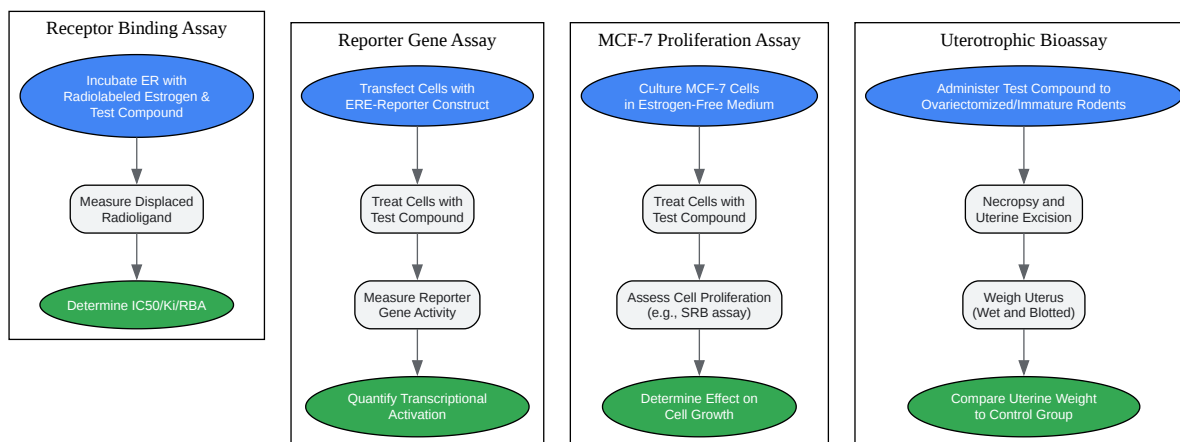 Receptor Binding Assay
Incubate ER with
Radiolabeled Estrogen &
Test Compound
Measure Displaced
Radioligand
Determine IC50/Ki/RBA
Reporter Gene Assay
Transfect Cells with
ERE-Reporter Construct
Treat Cells with
Test Compound
Measure Reporter
Gene Activity
Quantify Transcriptional
Activation
MCF-7 Proliferation Assay
Culture MCF-7 Cells
in Estrogen-Free Medium
Treat Cells with
Test Compound
Assess Cell Proliferation
(e.g., SRB assay)
Determine Effect on
Cell Growth
Uterotrophic Bioassay
Administer Test Compound to
Ovariectomized/Immature Rodents
Necropsy and
Uterine Excision
Weigh Uterus
(Wet and Blotted)
Compare Uterine Weight
to Control Group